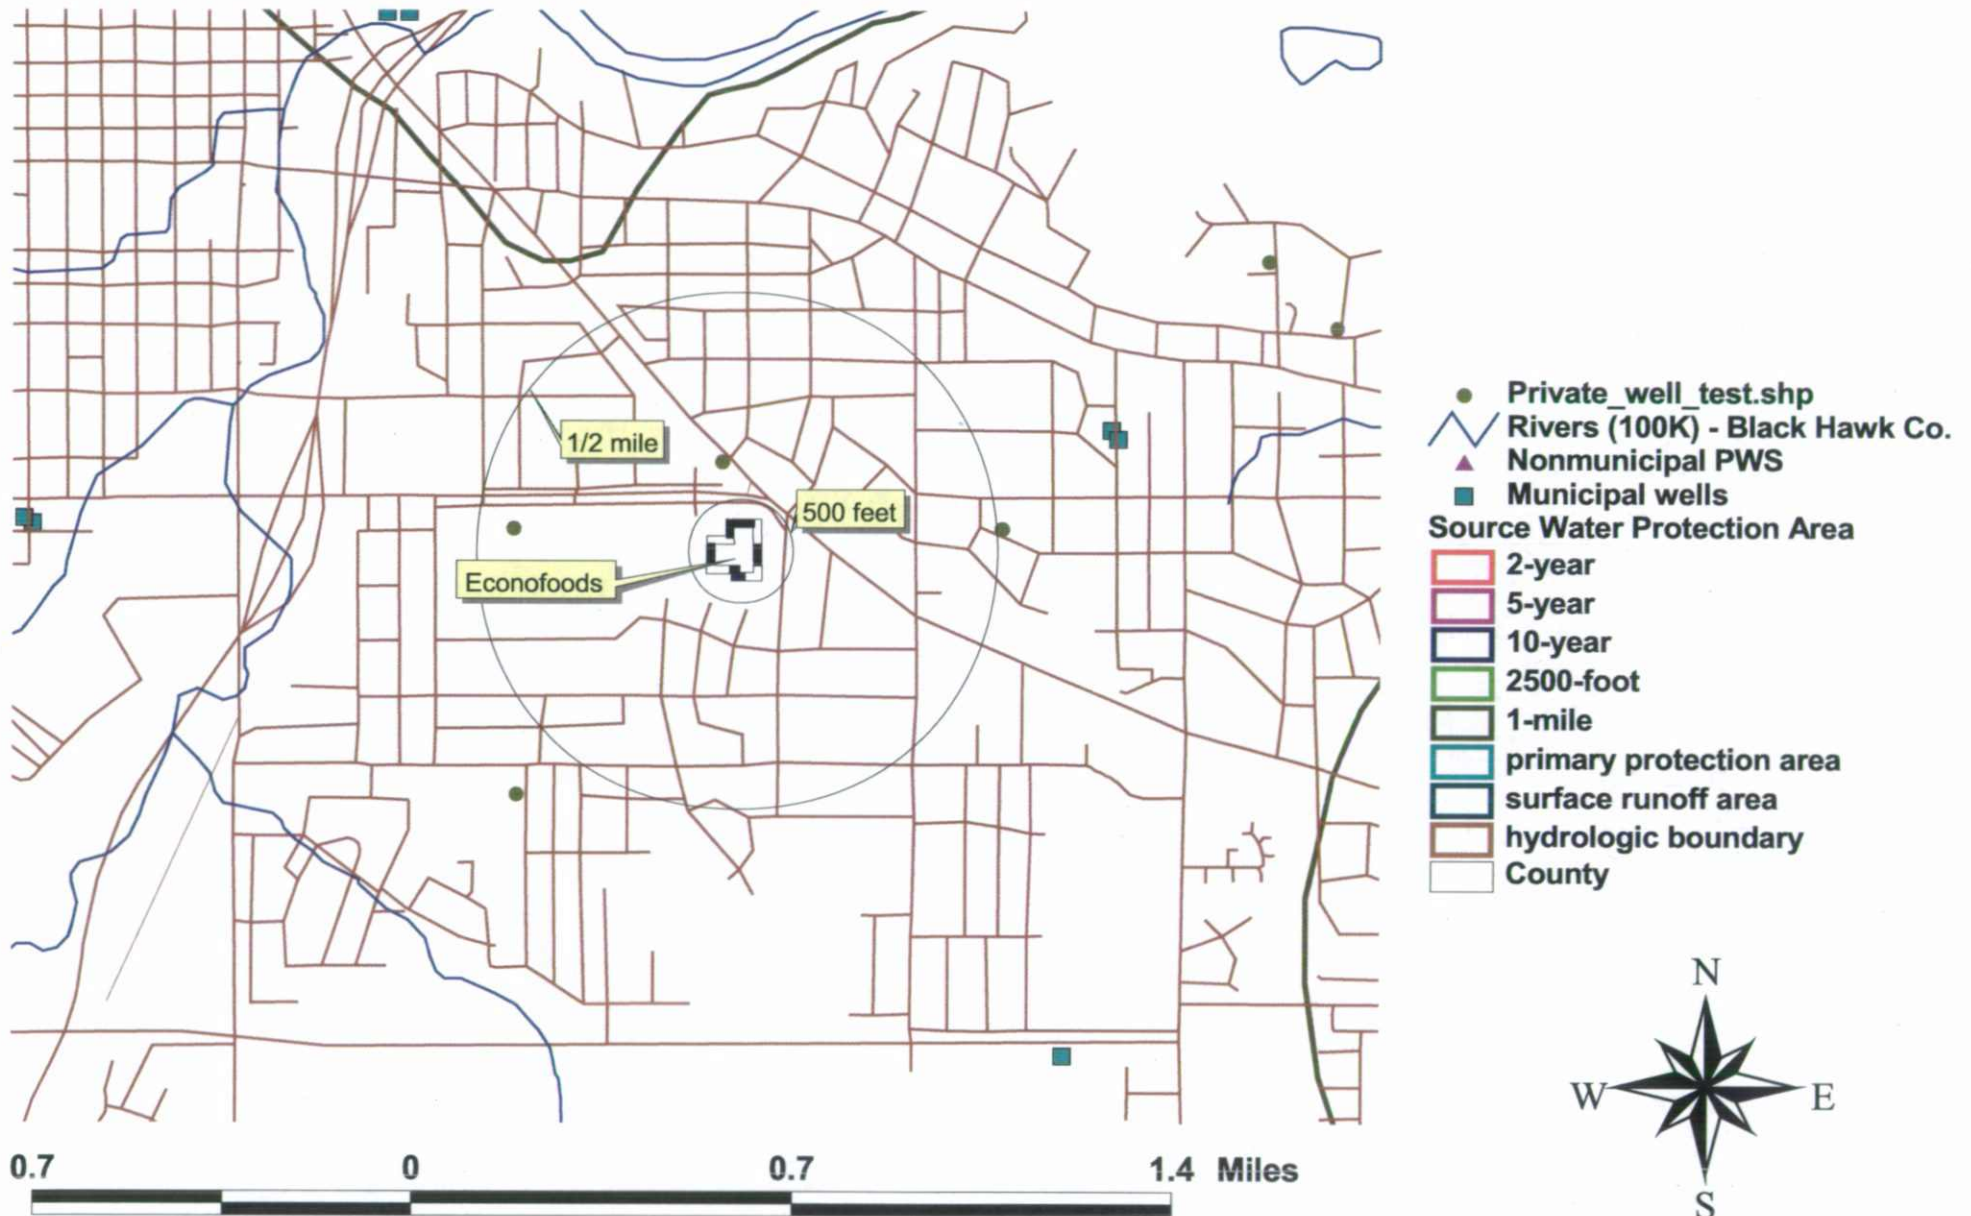 1/2 mile
500 feet
Econofoods
Private_well_test.shp
Rivers (100K) - Black Hawk Co.
Nonmunicipal PWS
Municipal wells
Source Water Protection Area
2-year
5-year
10-year
2500-foot
1-mile
primary protection area
surface runoff area
hydrologic boundary
County
N
W E
S
0.7 0 0.7 1.4 Miles